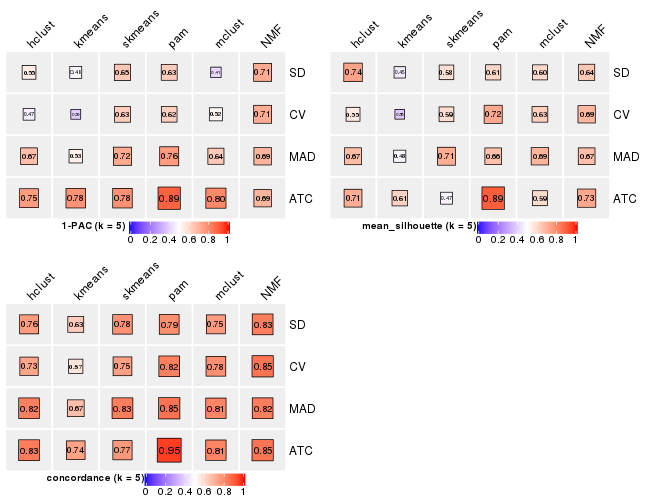 hclust kmeans skmeans pam mclust NMF
0.55 0.63 0.71 SD
0.65
0.47 0.63 0.62 0.52 0.71 CV
0.67 0.53 0.72 0.76 0.64 0.69 MAD
0.75 0.78 0.78 0.89 0.80 0.69 ATC
1-PAC (k = 5)
0 0.2 0.4 0.6 0.8 1
hclust kmeans skmeans pam mclust NMF
0.74 0.58 0.61 0.60 0.64 SD
0.55 0.59 0.72 0.63 0.69 CV
0.67 0.48 0.71 0.66 0.69 0.67 MAD
0.71 0.61 0.47 0.89 0.59 0.73 ATC
mean_silhouette (k = 5)
0 0.2 0.4 0.6 0.8 1
hclust kmeans skmeans pam mclust NMF
0.76 0.63 0.78 0.79 0.75 0.83 SD
0.73 0.57 0.75 0.82 0.78 0.85 CV
0.82 0.67 0.83 0.85 0.81 0.82 MAD
0.83 0.74 0.77 0.95 0.81 0.85 ATC
concordance (k = 5)
0 0.2 0.4 0.6 0.8 1